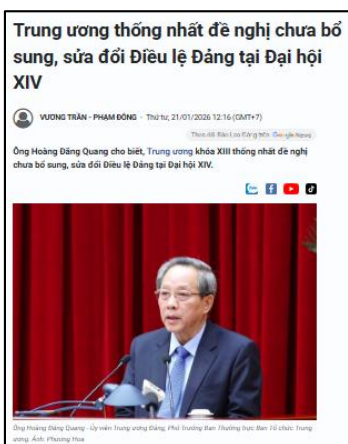 Trung ương thống nhất đề nghị chưa bổ
sung, sửa đổi Điều lệ Đảng tại Đại hội
XIV
VƯƠNG TRẦN - PHẠM ĐÔNG - Thứ tư, 21/01/2026 12:16 (GMT+7)
Theo dõi Báo Lao Động trên Google News
Ông Hoàng Đăng Quang cho biết, Trung ương khóa XIII thống nhất đề nghị
chưa bổ sung, sửa đổi Điều lệ Đảng tại Đại hội XIV.
Zalo
Ông Hoàng Đăng Quang - Ủy viên Trung ương Đảng, Phó Trưởng Ban Thường trực Ban Tổ chức Trung
ương. Ảnh: Phương Hoa